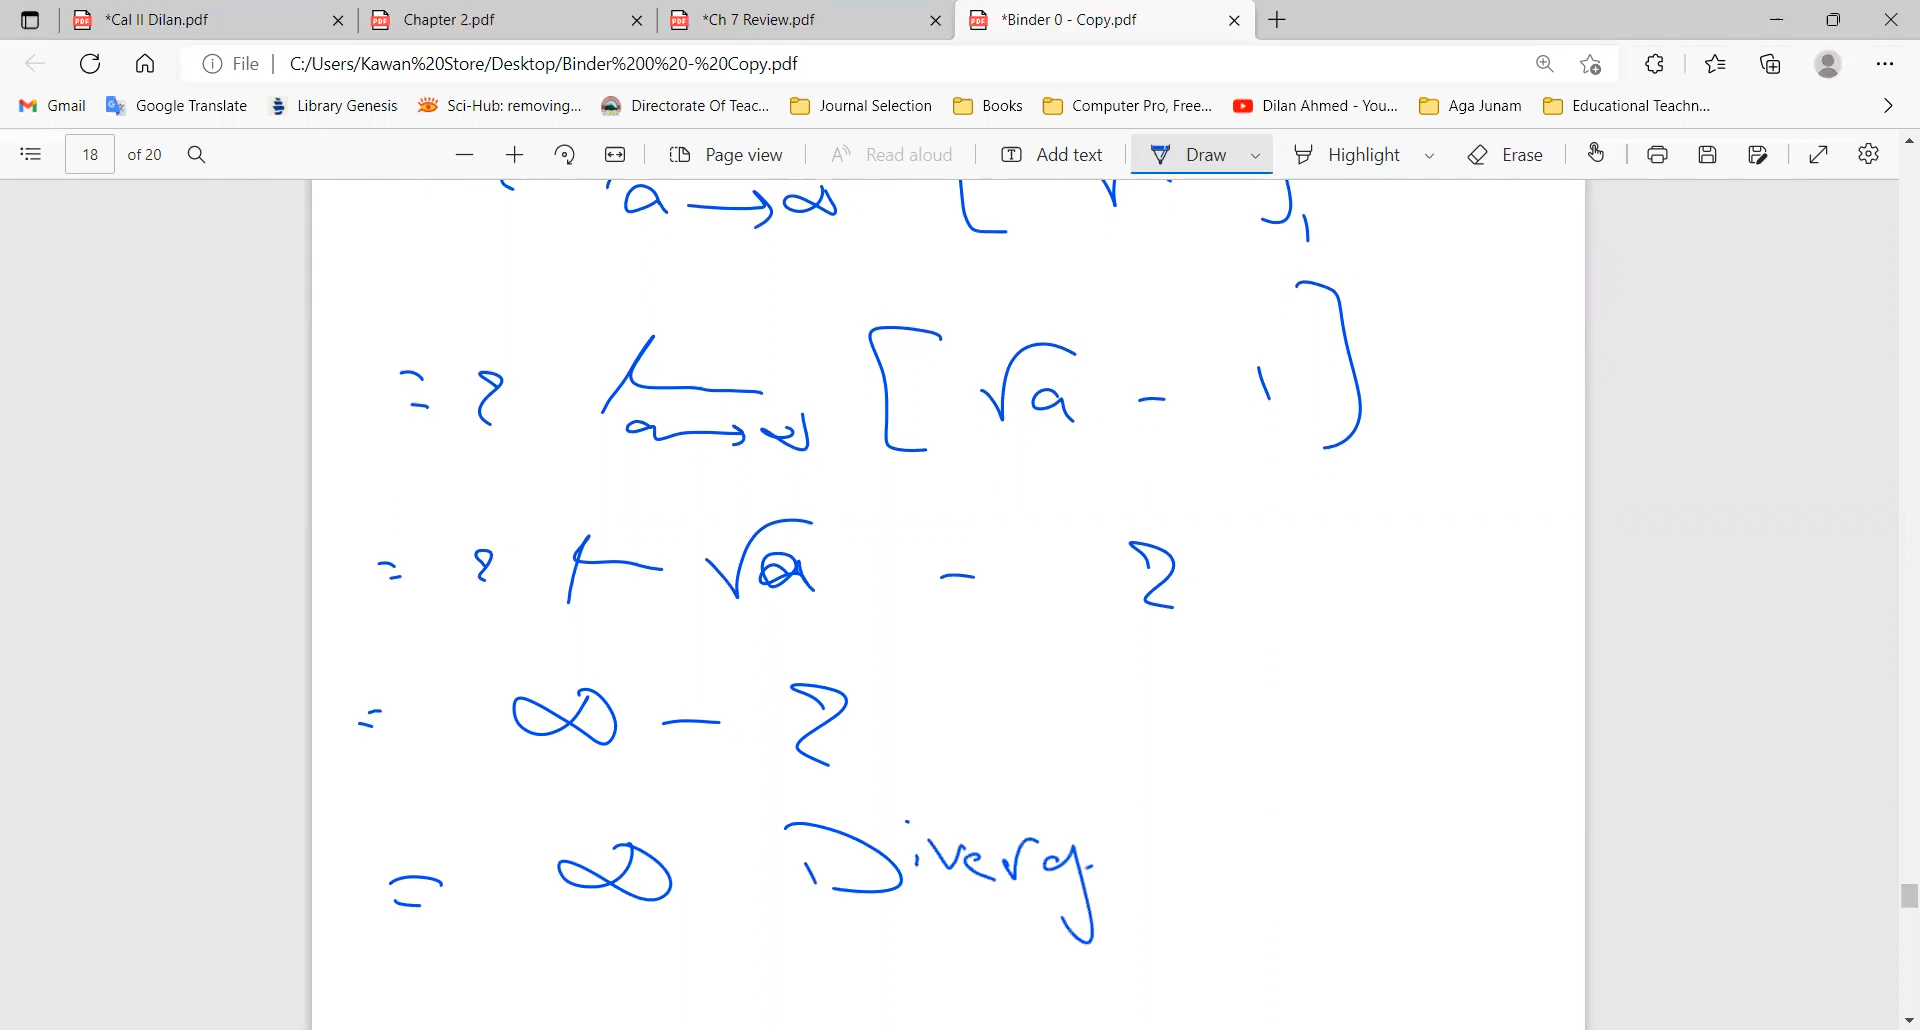 *Cal II Dilan.pdf Chapter 2.pdf *Ch 7 Review.pdf *Binder 0 - Copy.pdf
File C:/Users/Kawan%20Store/Desktop/Binder%200%20-%20Copy.pdf
Gmail Google Translate Library Genesis Sci-Hub: removing... Directorate Of Teac... Journal Selection Books Computer Pro, Free... Dilan Ahmed - You... Aga Junam Educational Teachn...
18 of 20 Page view Read aloud Add text Draw Highlight Erase
a → ∞ [ ]₁
= 2 L a → ∞ [ √a - 1 ]
= 2 L √a - 2
= ∞ - 2
= ∞ Diverg